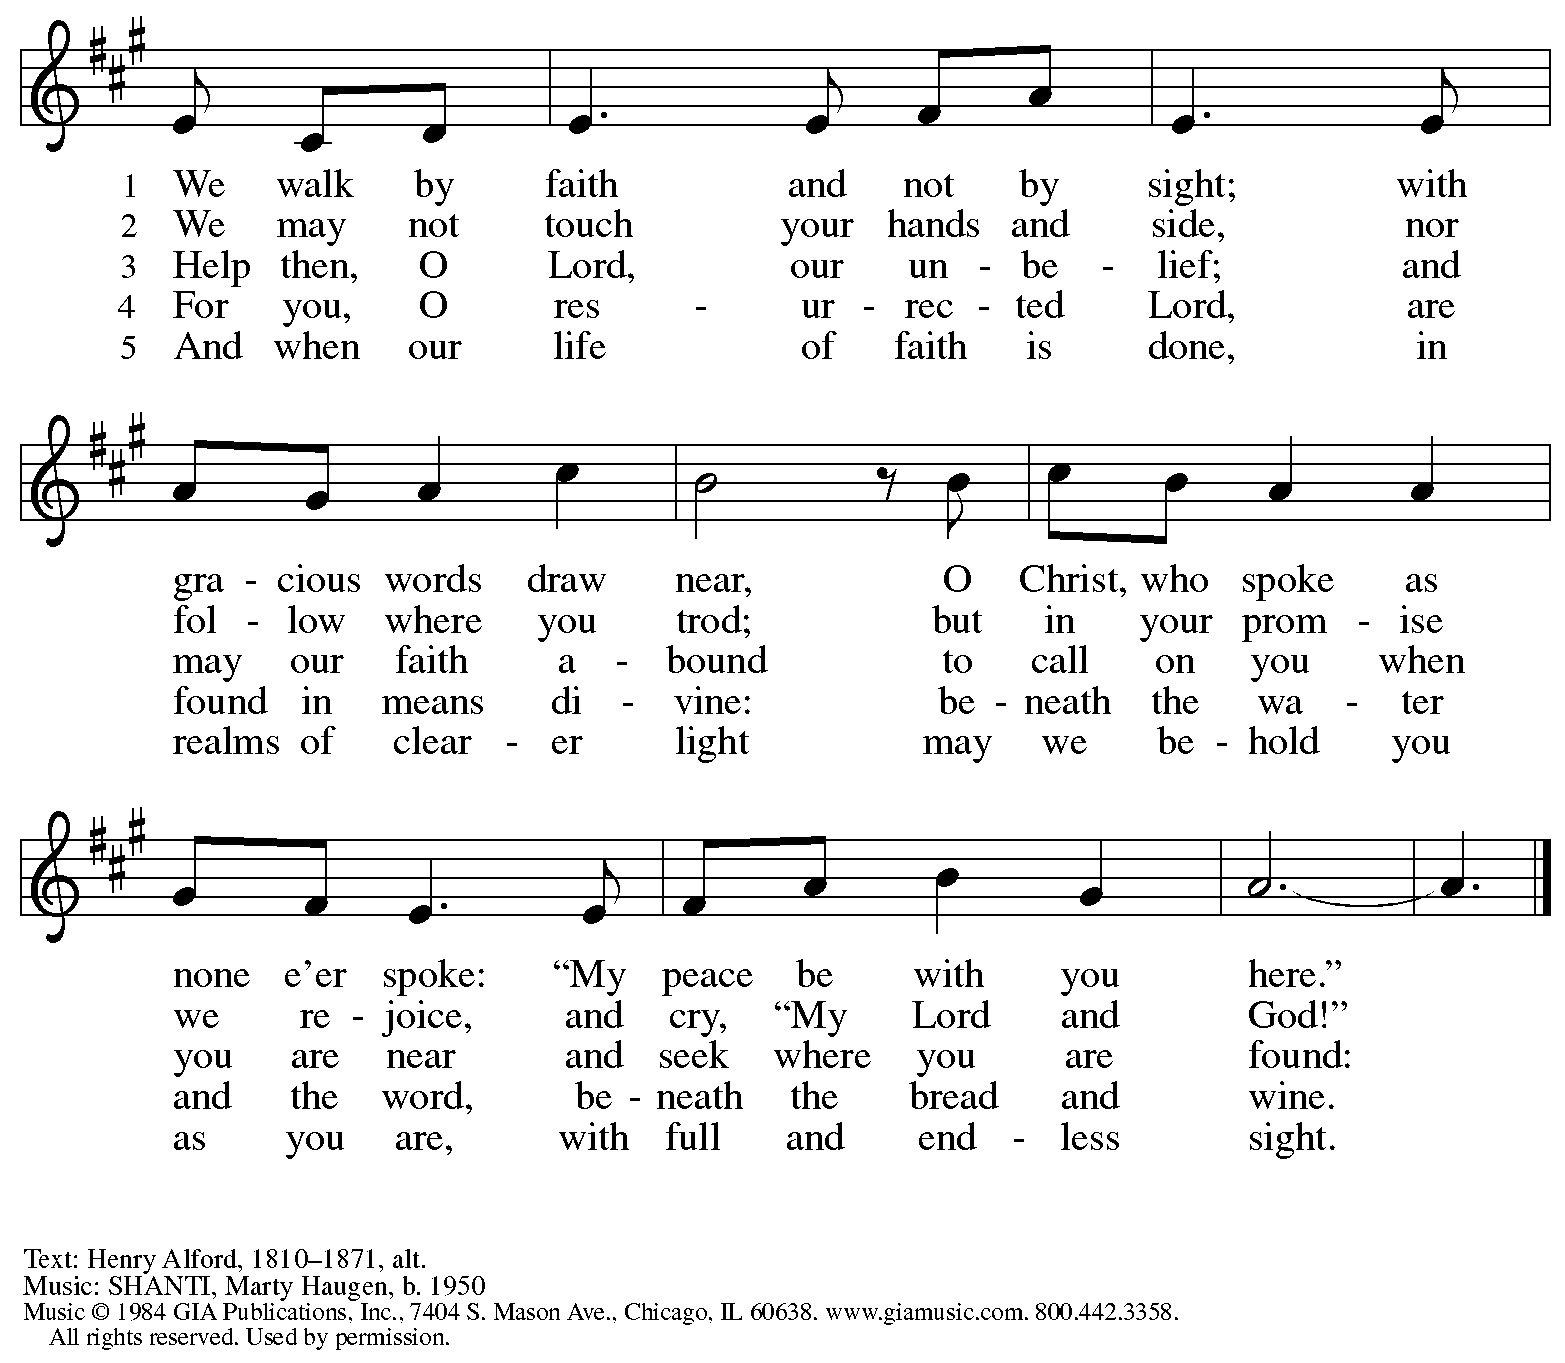 1 We walk by faith and not by sight; with
2 We may not touch your hands and side, nor
3 Help then, O Lord, our un - be - lief; and
4 For you, O res - ur - rec - ted Lord, are
5 And when our life of faith is done, in
gra - cious words draw near, O Christ, who spoke as
fol - low where you trod; but in your prom - ise
may our faith a - bound to call on you when
found in means di - vine: be - neath the wa - ter
realms of clear - er light may we be - hold you
none e’er spoke: “My peace be with you here.”
we re - joice, and cry, “My Lord and God!”
you are near and seek where you are found:
and the word, be - neath the bread and wine.
as you are, with full and end - less sight.
Text: Henry Alford, 1810–1871, alt.
Music: SHANTI, Marty Haugen, b. 1950
Music © 1984 GIA Publications, Inc., 7404 S. Mason Ave., Chicago, IL 60638. www.giamusic.com. 800.442.3358.
All rights reserved. Used by permission.